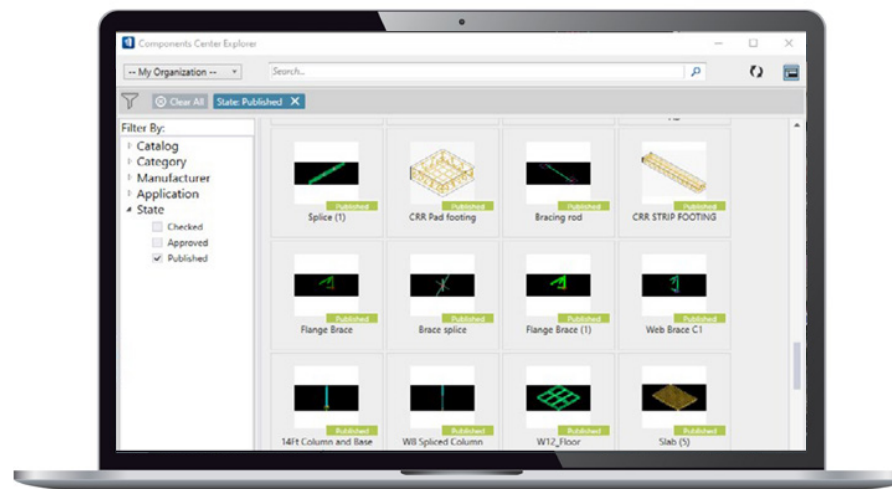 Components Center Explorer
-- My Organization --
Search...
Clear All
State: Published X
Filter By:
Catalog
Category
Manufacturer
Application
State
Checked
Approved
Published
Published Published Published Published
Splice (1) CRR Pad footing Bracing rod CRR STRIP FOOTING
Published Published Published Published
Flange Brace Brace splice Flange Brace (1) Web Brace C1
Published Published Published Published
14Ft Column and Base W8 Spliced Column W12_Floor Slab (5)